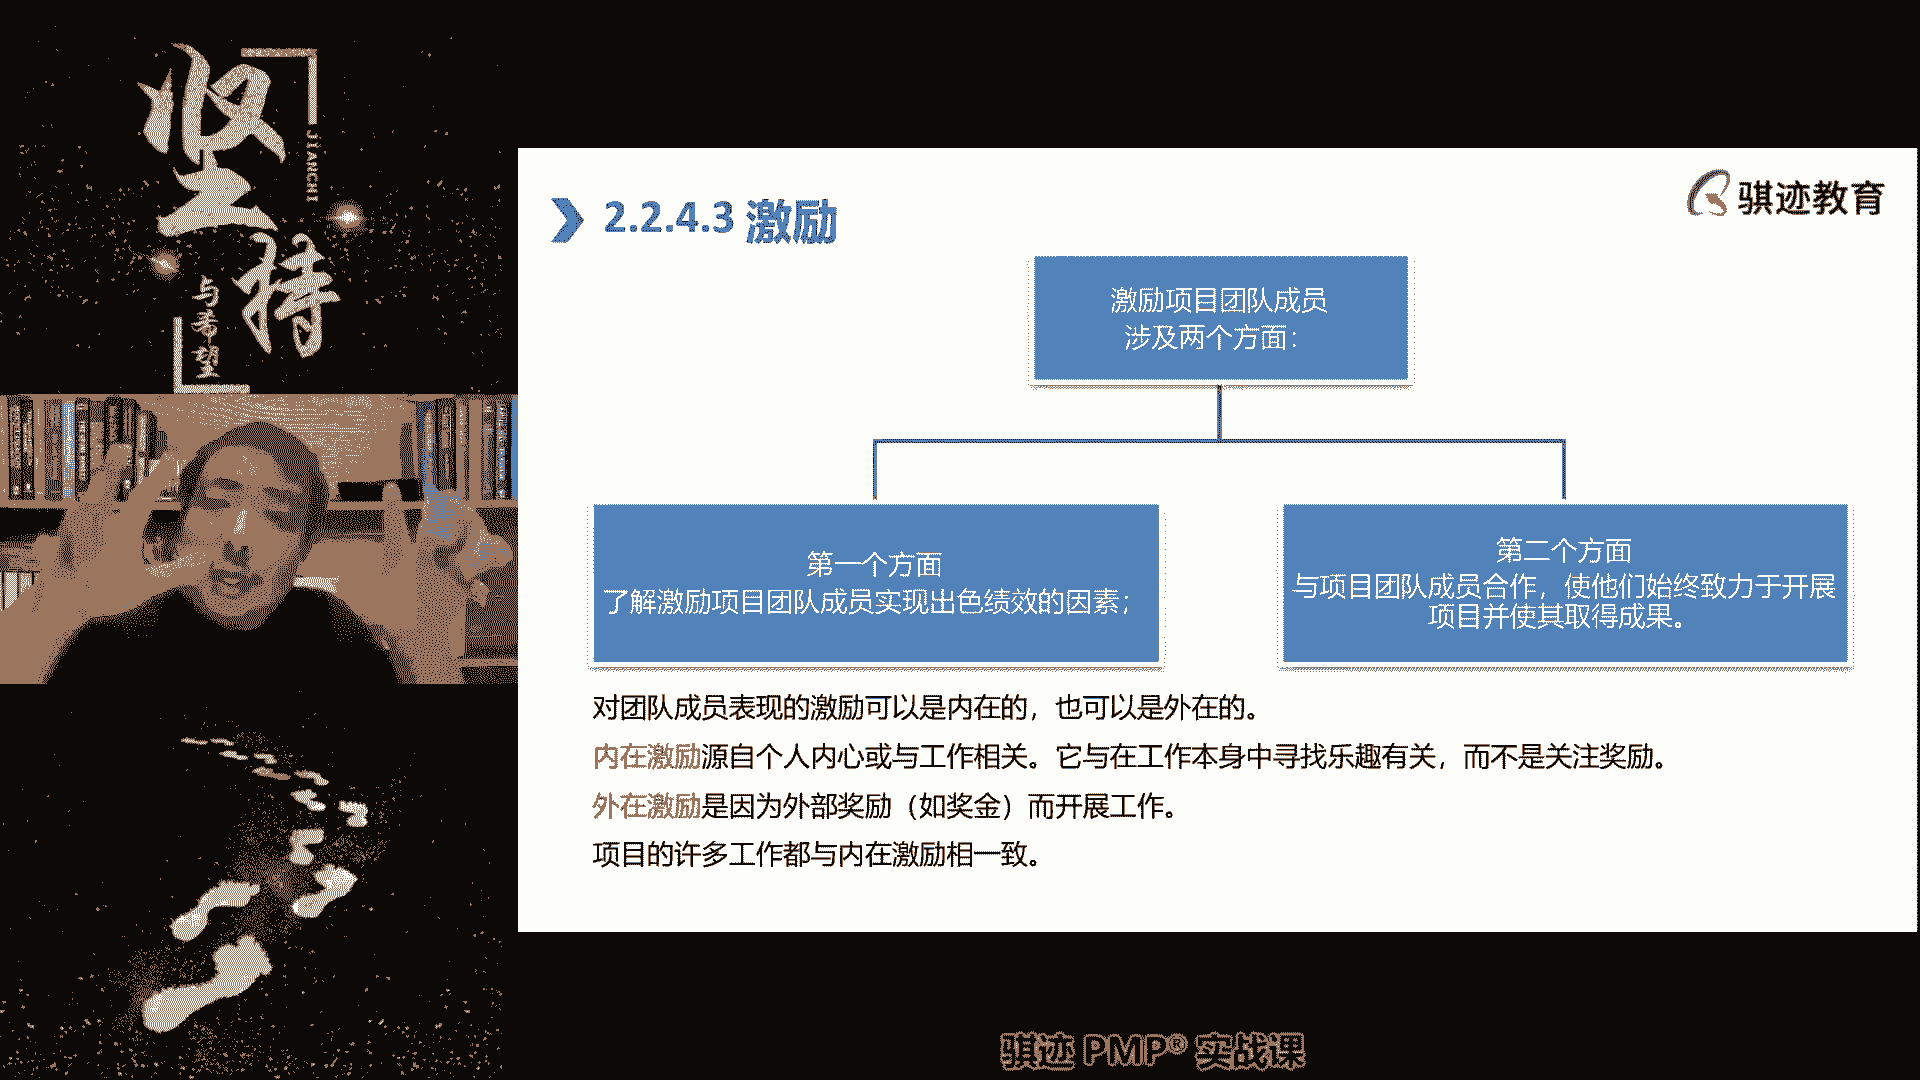 坚持
JIANCHI
与希望
骐迹教育
2.2.4.3 激励
激励项目团队成员
涉及两个方面：
第一个方面
了解激励项目团队成员实现出色绩效的因素；
第二个方面
与项目团队成员合作，使他们始终致力于开展
项目并使其取得成果。
对团队成员表现的激励可以是内在的，也可以是外在的。
内在激励源自个人内心或与工作相关。它与在工作本身中寻找乐趣有关，而不是关注奖励。
外在激励是因为外部奖励（如奖金）而开展工作。
项目的许多工作都与内在激励相一致。
骐迹 PMP® 实战课